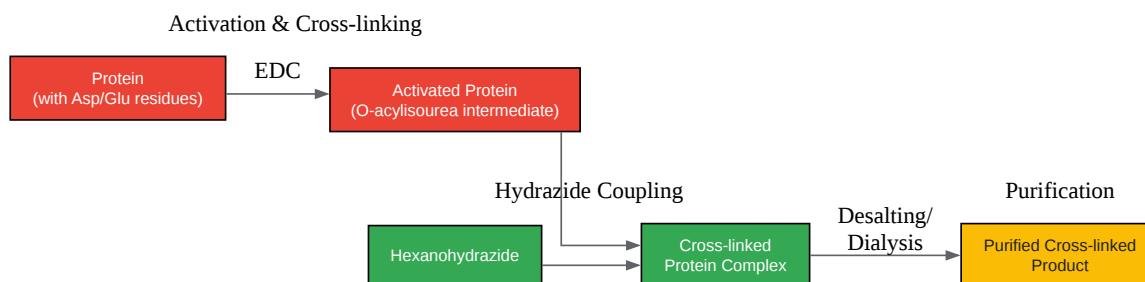 Activation & Cross-linking
Protein
(with Asp/Glu residues)
EDC
Activated Protein
(O-acylisourea intermediate)
Hydrazide Coupling
Purification
Hexanohydrazide
Cross-linked
Protein Complex
Desalting/
Dialysis
Purified Cross-linked
Product